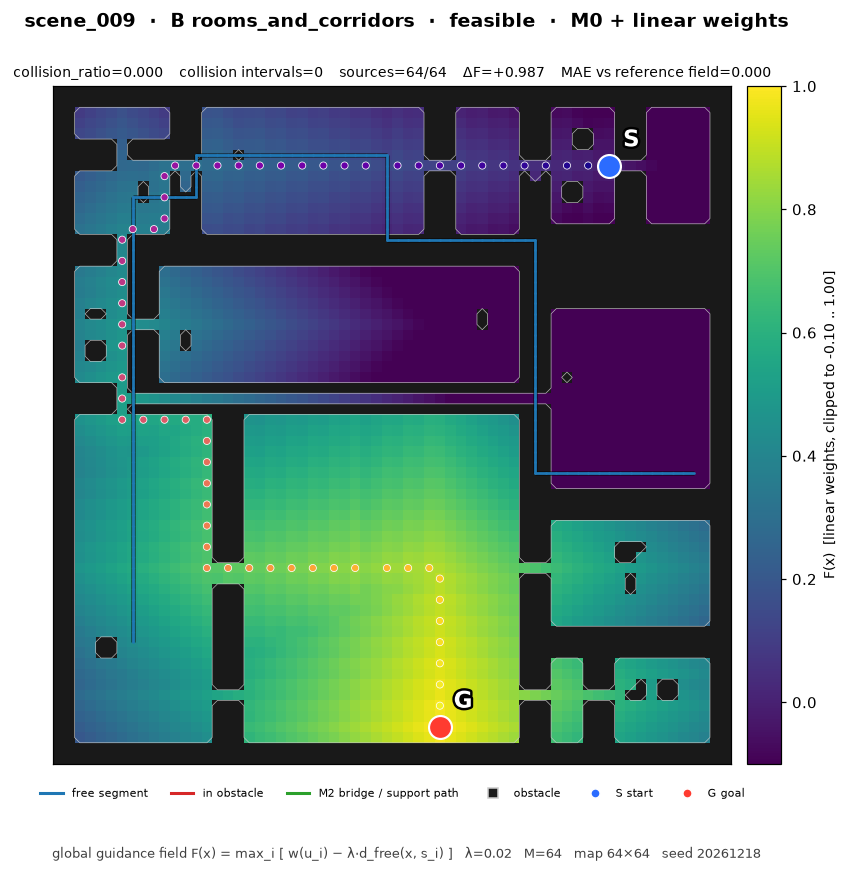 scene_009 · B rooms_and_corridors · feasible · M0 + linear weights
collision_ratio=0.000 collision intervals=0 sources=64/64 ΔF=+0.987 MAE vs reference field=0.000
S
G
1.0
0.8
0.6
0.4
0.2
0.0
F(x) [linear weights, clipped to -0.10 .. 1.00]
free segment
in obstacle
M2 bridge / support path
obstacle
S start
G goal
global guidance field F(x) = max_i [ w(u_i) − λ·d_free(x, s_i) ] λ=0.02 M=64 map 64×64 seed 20261218